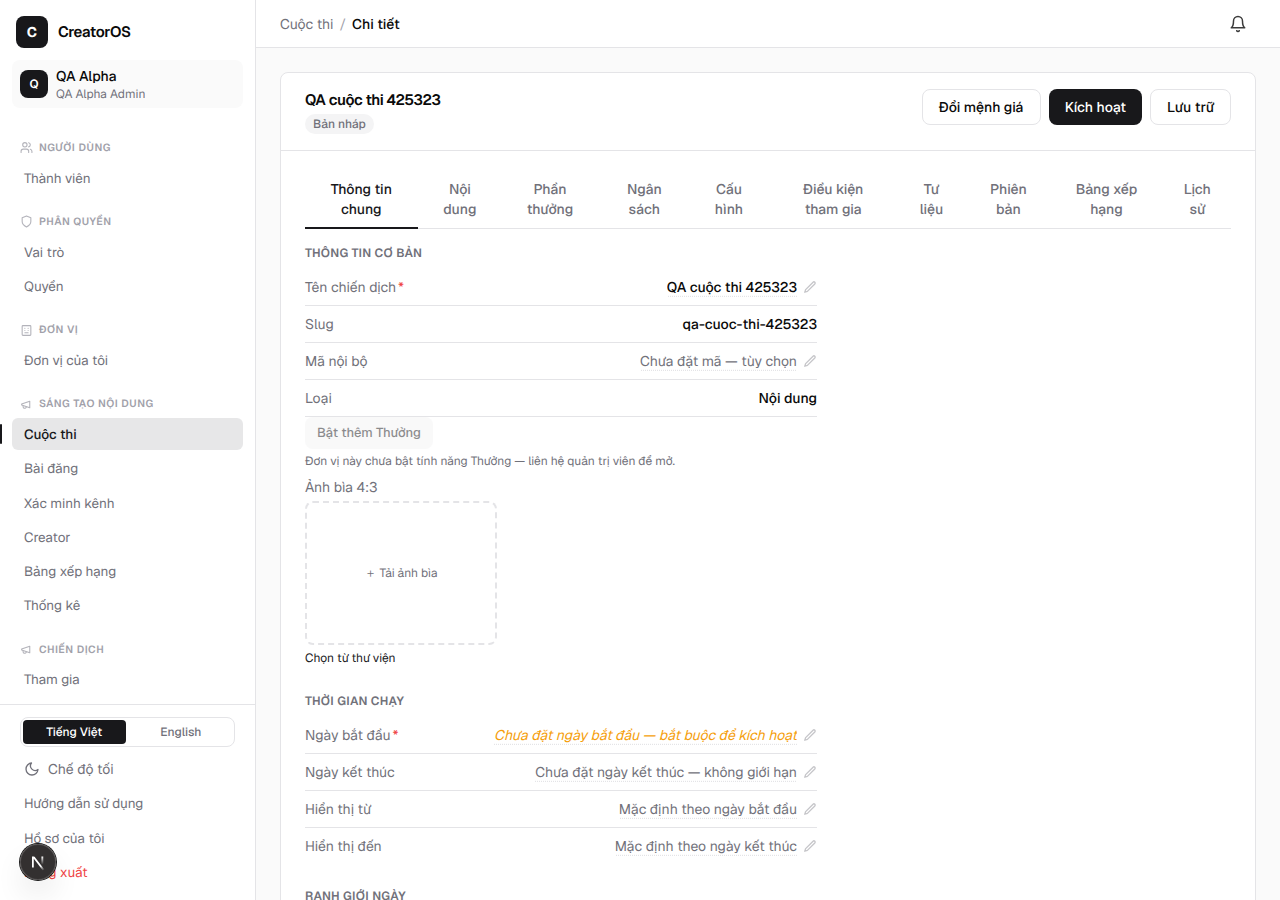 C
CreatorOS
Q
QA Alpha
QA Alpha Admin
NGƯỜI DÙNG
Thành viên
PHÂN QUYỀN
Vai trò
Quyền
ĐƠN VỊ
Đơn vị của tôi
SÁNG TẠO NỘI DUNG
Cuộc thi
Bài đăng
Xác minh kênh
Creator
Bảng xếp hạng
Thống kê
CHIẾN DỊCH
Tham gia
Tiếng Việt
English
Chế độ tối
Hướng dẫn sử dụng
Hồ sơ của tôi
N
xuất
Cuộc thi / Chi tiết
QA cuộc thi 425323
Bản nháp
Đổi mệnh giá
Kích hoạt
Lưu trữ
Thông tin chung
Nội dung
Phần thưởng
Ngân sách
Cấu hình
Điều kiện tham gia
Tư liệu
Phiên bản
Bảng xếp hạng
Lịch sử
THÔNG TIN CƠ BẢN
Tên chiến dịch* QA cuộc thi 425323
Slug qa-cuoc-thi-425323
Mã nội bộ Chưa đặt mã — tùy chọn
Loại Nội dung
Bật thêm Thưởng
Đơn vị này chưa bật tính năng Thưởng — liên hệ quản trị viên để mở.
Ảnh bìa 4:3
+ Tải ảnh bìa
Chọn từ thư viện
THỜI GIAN CHẠY
Ngày bắt đầu* Chưa đặt ngày bắt đầu — bắt buộc để kích hoạt
Ngày kết thúc Chưa đặt ngày kết thúc — không giới hạn
Hiển thị từ Mặc định theo ngày bắt đầu
Hiển thị đến Mặc định theo ngày kết thúc
RANH GIỚI NGÀY